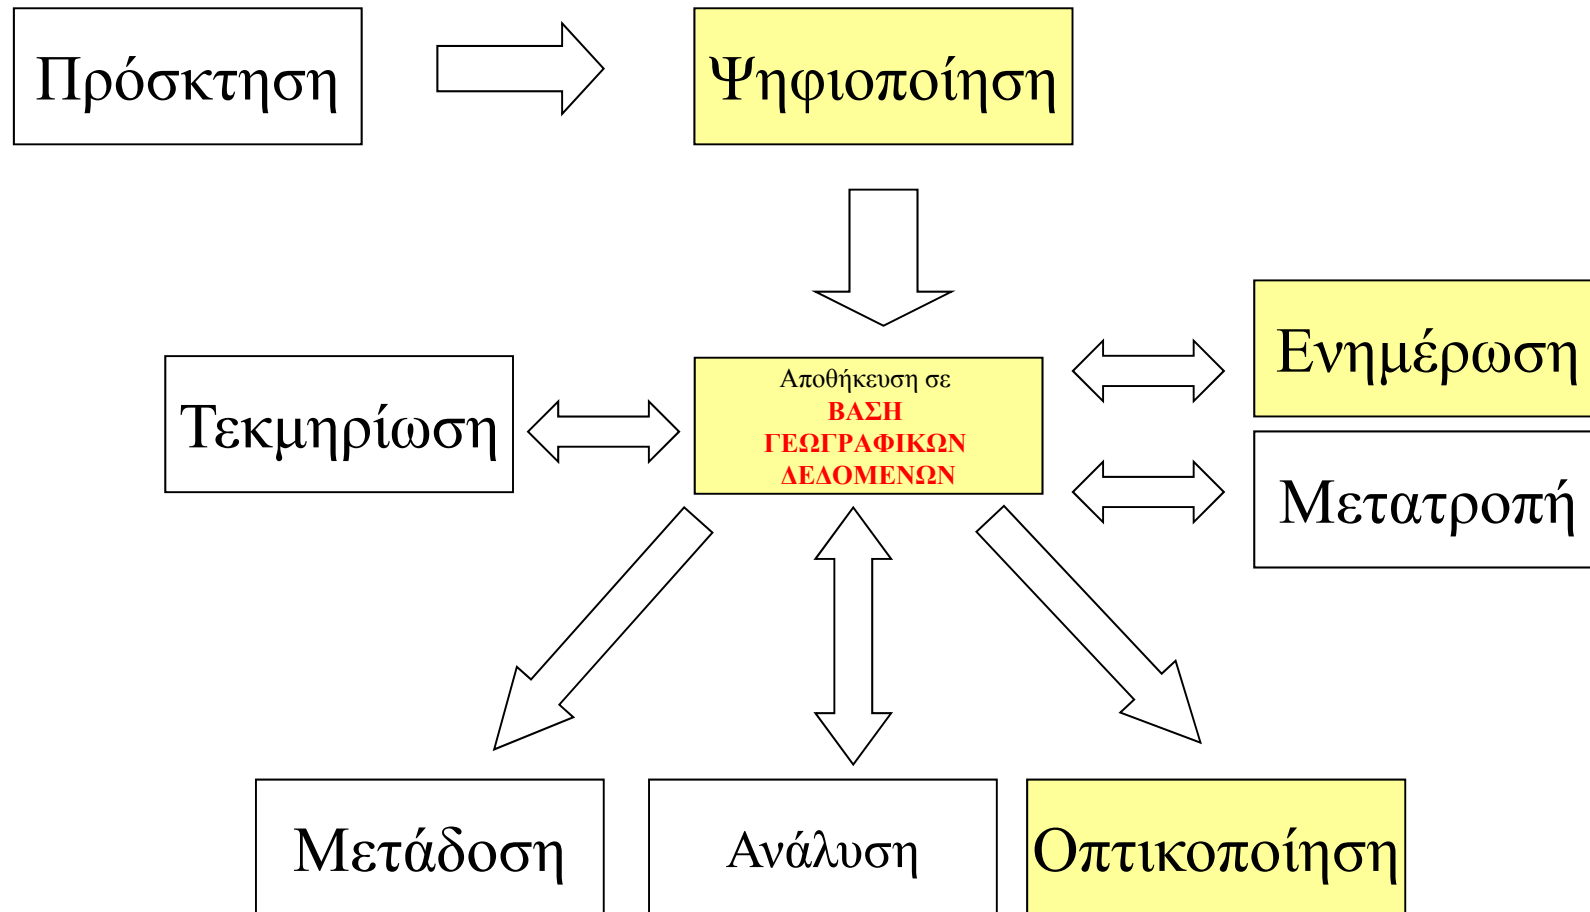 Πρόσκτηση
Ψηφιοποίηση
Ενημέρωση
Τεκμηρίωση
Αποθήκευση σε
ΒΑΣΗ
ΓΕΩΓΡΑΦΙΚΩΝ
ΔΕΔΟΜΕΝΩΝ
Μετατροπή
Μετάδοση
Ανάλυση
Οπτικοποίηση